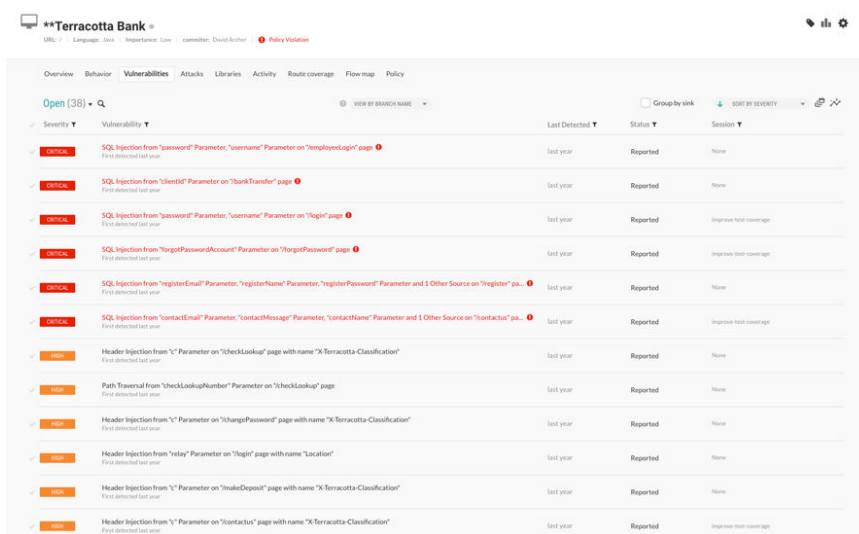 **Terracotta Bank
URL: / Language: Java Importance: Low commiter: David Archer Policy Violation
Overview Behavior Vulnerabilities Attacks Libraries Activity Route coverage Flow map Policy
Open (38) VIEW BY BRANCH NAME Group by sink SORT BY SEVERITY
Severity Vulnerability Last Detected Status Session
CRITICAL SQL Injection from "password" Parameter, "username" Parameter on "/employeeLogin" page last year Reported None
First detected last year
CRITICAL SQL Injection from "clientId" Parameter on "/bankTransfer" page last year Reported None
First detected last year
CRITICAL SQL Injection from "password" Parameter, "username" Parameter on "/login" page last year Reported improve-test-coverage
First detected last year
CRITICAL SQL Injection from "forgotPasswordAccount" Parameter on "/forgotPassword" page last year Reported improve-test-coverage
First detected last year
CRITICAL SQL Injection from "registerEmail" Parameter, "registerName" Parameter, "registerPassword" Parameter and 1 Other Source on "/register" pa... last year Reported None
First detected last year
CRITICAL SQL Injection from "contactEmail" Parameter, "contactMessage" Parameter, "contactName" Parameter and 1 Other Source on "/contactus" pa... last year Reported improve-test-coverage
First detected last year
HIGH Header Injection from "c" Parameter on "/checkLookup" page with name "X-Terracotta-Classification" last year Reported None
First detected last year
HIGH Path Traversal from "checkLookupNumber" Parameter on "/checkLookup" page last year Reported None
First detected last year
HIGH Header Injection from "c" Parameter on "/changePassword" page with name "X-Terracotta-Classification" last year Reported None
First detected last year
HIGH Header Injection from "relay" Parameter on "/login" page with name "Location" last year Reported None
First detected last year
HIGH Header Injection from "c" Parameter on "/makeDeposit" page with name "X-Terracotta-Classification" last year Reported None
First detected last year
HIGH Header Injection from "c" Parameter on "/contactus" page with name "X-Terracotta-Classification" last year Reported improve-test-coverage
First detected last year